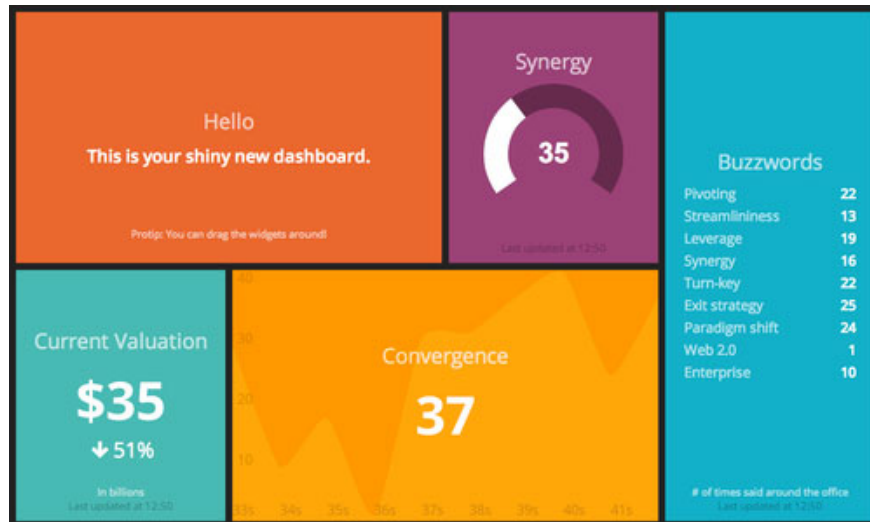 Hello
This is your shiny new dashboard.
Protip: You can drag the widgets around!
Synergy
35
Last updated at 12:50
Buzzwords
Pivoting 22
Streamlininess 13
Leverage 19
Synergy 16
Turn-key 22
Exit strategy 25
Paradigm shift 24
Web 2.0 1
Enterprise 10
# of times said around the office
Last updated at 12:50
Current Valuation
$35
51%
In billions
Last updated at 12:50
Convergence
37
40
30
20
10
33s 34s 35s 36s 37s 38s 39s 40s 41s